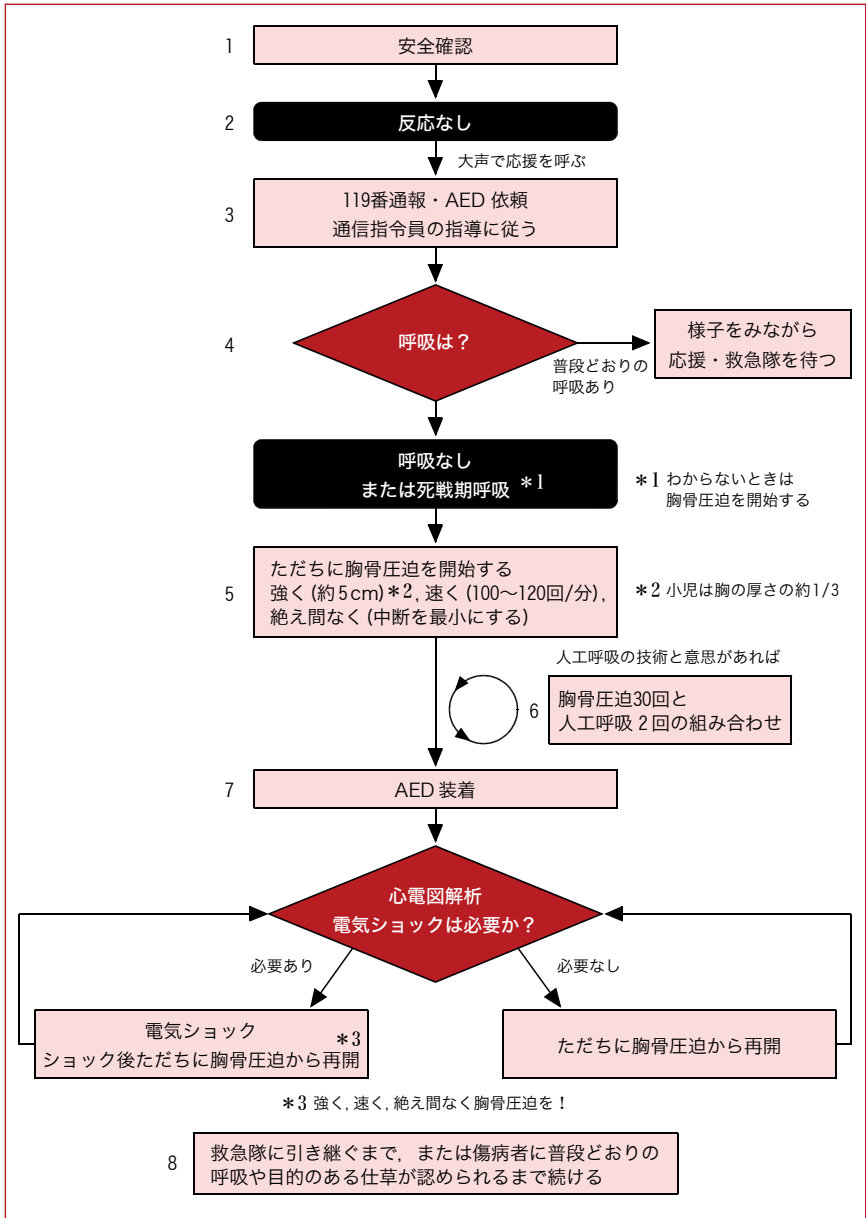 1 安全確認
2 反応なし
大声で応援を呼ぶ
3 119番通報・AED 依頼
通信指令員の指導に従う
4 呼吸は?
普段どおりの
呼吸あり
様子をみながら
応援・救急隊を待つ
呼吸なし
または死戦期呼吸 *1
*1 わからないときは
胸骨圧迫を開始する
5 ただちに胸骨圧迫を開始する
強く(約5cm)*2, 速く(100〜120回/分),
絶え間なく(中断を最小にする)
*2 小児は胸の厚さの約1/3
人工呼吸の技術と意思があれば
6 胸骨圧迫30回と
人工呼吸2回の組み合わせ
7 AED 装着
心電図解析
電気ショックは必要か?
必要あり
必要なし
電気ショック
ショック後ただちに胸骨圧迫から再開 *3
ただちに胸骨圧迫から再開
*3 強く, 速く, 絶え間なく胸骨圧迫を!
8 救急隊に引き継ぐまで, または傷病者に普段どおりの
呼吸や目的のある仕草が認められるまで続ける